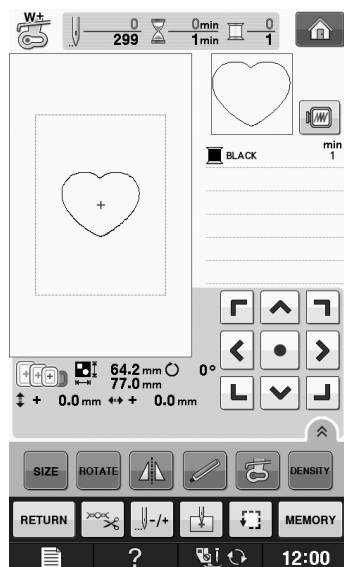 W+ 0 0min 0
299 1min 1
min
BLACK 1
64.2 mm 0°
77.0 mm
+ 0.0 mm + 0.0 mm
SIZE ROTATE DENSITY
RETURN -/+ MEMORY
? 12:00